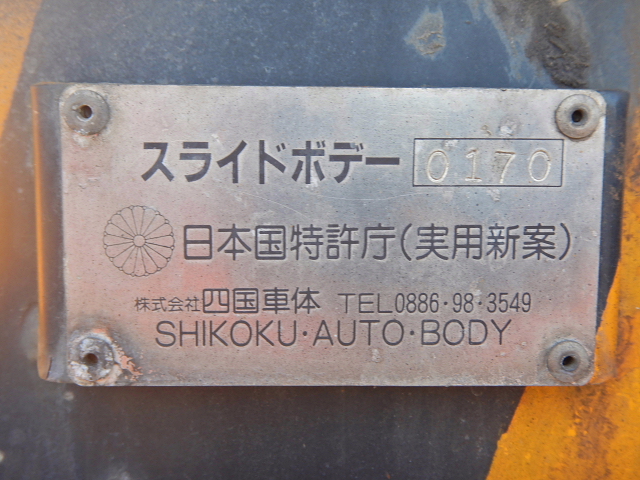 スライドボデー 0170
日本国特許庁(実用新案)
株式会社四国車体 TEL0886・98・3549
SHIKOKU・AUTO・BODY